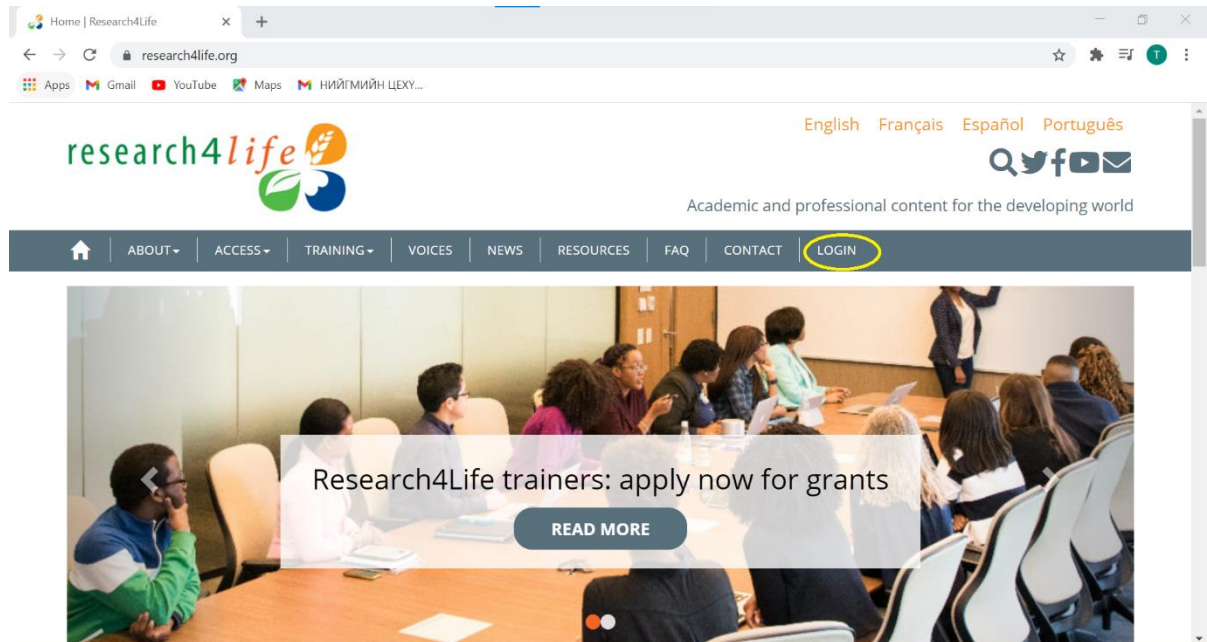 Home | Research4Life
research4life.org
T
Apps Gmail YouTube Maps НИЙГМИЙН ЦЕХҮ...
English Français Español Português
research4life
Academic and professional content for the developing world
ABOUT ACCESS TRAINING VOICES NEWS RESOURCES FAQ CONTACT LOGIN
Research4Life trainers: apply now for grants
READ MORE